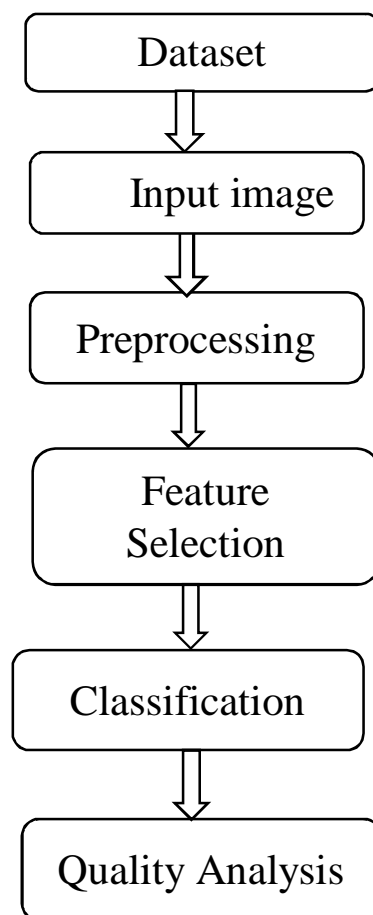 Dataset
Input image
Preprocessing
Feature
Selection
Classification
Quality Analysis